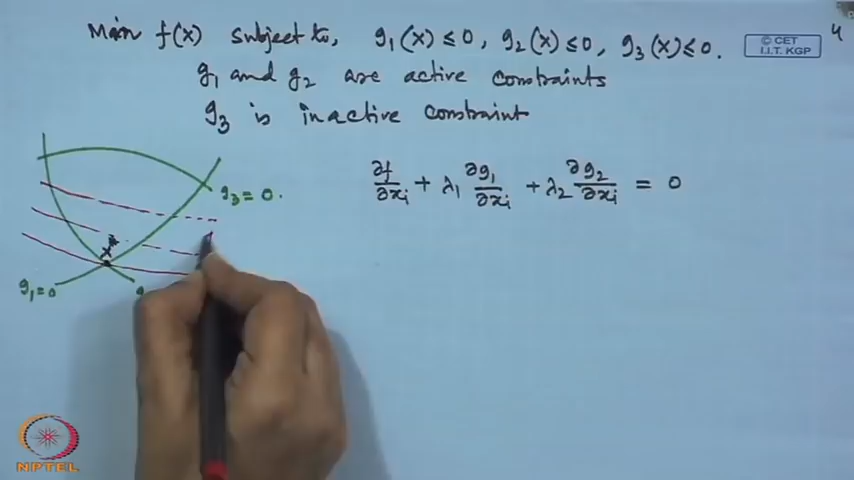 Min f(x) subject to, g₁(x) ≤ 0, g₂(x) ≤ 0, g₃(x) ≤ 0.
© CET
I.I.T. KGP
4
g₁ and g₂ are active constraints
g₃ is inactive constraint
∂f/∂xᵢ + λ₁ ∂g₁/∂xᵢ + λ₂ ∂g₂/∂xᵢ = 0
g₃ = 0.
x*
g₁=0
NPTEL